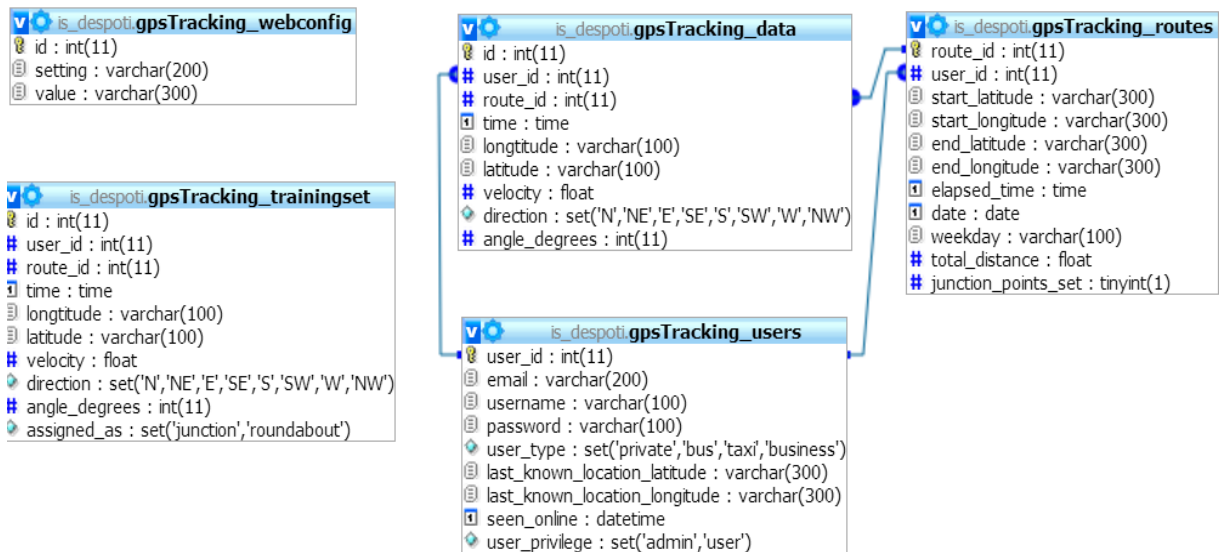 is_despoti.gpsTracking_webconfig
id : int(11)
setting : varchar(200)
value : varchar(300)
is_despoti.gpsTracking_trainingset
id : int(11)
user_id : int(11)
route_id : int(11)
time : time
longtitude : varchar(100)
latitude : varchar(100)
velocity : float
direction : set('N','NE','E','SE','S','SW','W','NW')
angle_degrees : int(11)
assigned_as : set('junction','roundabout')
is_despoti.gpsTracking_data
id : int(11)
user_id : int(11)
route_id : int(11)
time : time
longtitude : varchar(100)
latitude : varchar(100)
velocity : float
direction : set('N','NE','E','SE','S','SW','W','NW')
angle_degrees : int(11)
is_despoti.gpsTracking_users
user_id : int(11)
email : varchar(200)
username : varchar(100)
password : varchar(100)
user_type : set('private','bus','taxi','business')
last_known_location_latitude : varchar(300)
last_known_location_longitude : varchar(300)
seen_online : datetime
user_privilege : set('admin','user')
is_despoti.gpsTracking_routes
route_id : int(11)
user_id : int(11)
start_latitude : varchar(300)
start_longitude : varchar(300)
end_latitude : varchar(300)
end_longitude : varchar(300)
elapsed_time : time
date : date
weekday : varchar(100)
total_distance : float
junction_points_set : tinyint(1)